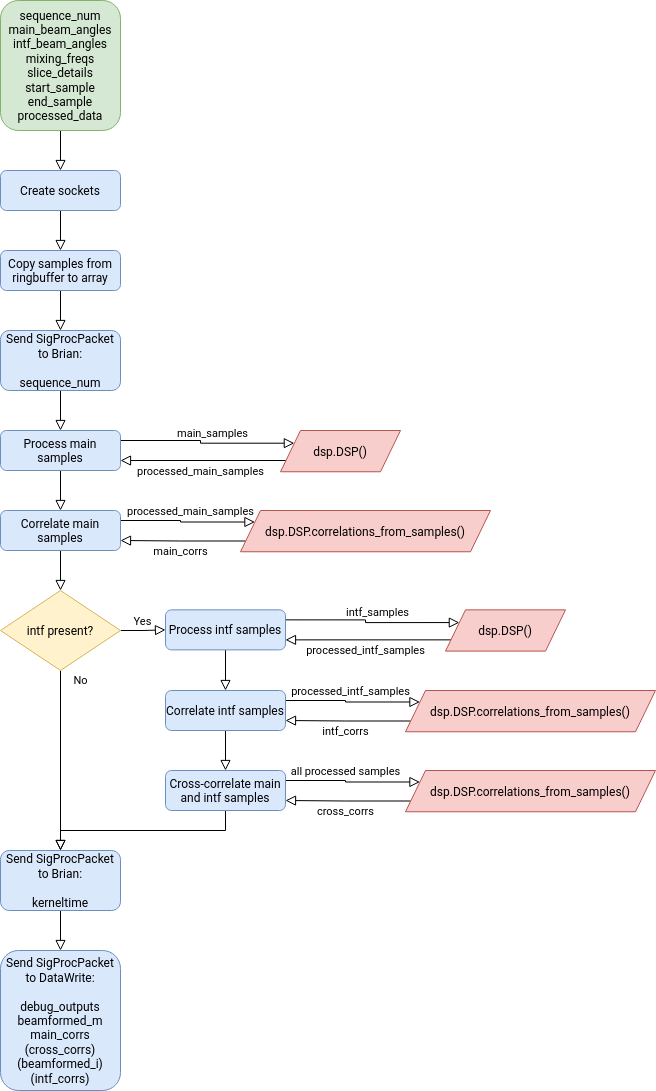 sequence_num
main_beam_angles
intf_beam_angles
mixing_freqs
slice_details
start_sample
end_sample
processed_data
Create sockets
Copy samples from
ringbuffer to array
Send SigProcPacket
to Brian:
sequence_num
Process main
samples
main_samples
processed_main_samples
dsp.DSP()
Correlate main
samples
processed_main_samples
main_corrs
dsp.DSP.correlations_from_samples()
intf present?
Yes
No
Process intf samples
intf_samples
processed_intf_samples
dsp.DSP()
Correlate intf samples
processed_intf_samples
intf_corrs
dsp.DSP.correlations_from_samples()
Cross-correlate main
and intf samples
all processed samples
cross_corrs
dsp.DSP.correlations_from_samples()
Send SigProcPacket
to Brian:
kerneltime
Send SigProcPacket
to DataWrite:
debug_outputs
beamformed_m
main_corrs
(cross_corrs)
(beamformed_i)
(intf_corrs)